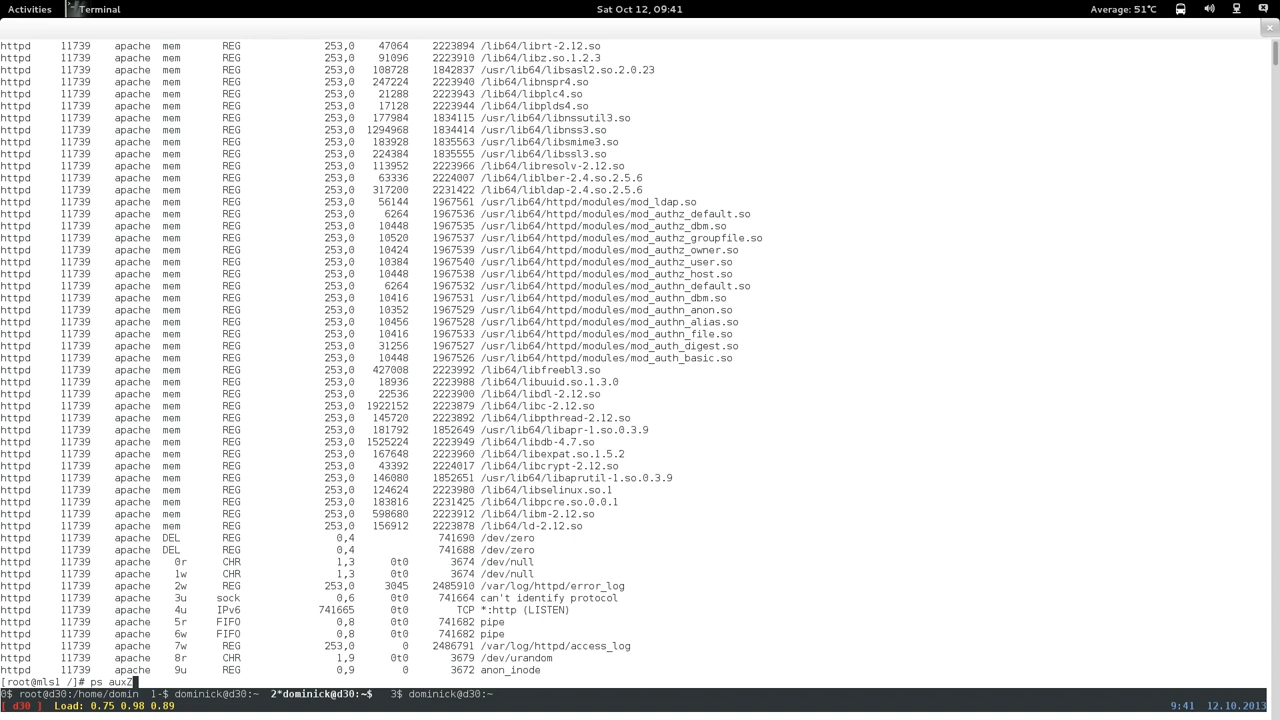 Activities Terminal Sat Oct 12, 09:41 Average: 51°C
httpd 11739 apache mem REG 253,0 47064 2223894 /lib64/librt-2.12.so
httpd 11739 apache mem REG 253,0 91096 2223910 /lib64/libz.so.1.2.3
httpd 11739 apache mem REG 253,0 108728 1842837 /usr/lib64/libsasl2.so.2.0.23
httpd 11739 apache mem REG 253,0 247224 2223940 /lib64/libnspr4.so
httpd 11739 apache mem REG 253,0 21288 2223943 /lib64/libplc4.so
httpd 11739 apache mem REG 253,0 17128 2223944 /lib64/libplds4.so
httpd 11739 apache mem REG 253,0 177984 1834115 /usr/lib64/libnssutil3.so
httpd 11739 apache mem REG 253,0 1294968 1834414 /usr/lib64/libnss3.so
httpd 11739 apache mem REG 253,0 183928 1835563 /usr/lib64/libsmime3.so
httpd 11739 apache mem REG 253,0 224384 1835555 /usr/lib64/libssl3.so
httpd 11739 apache mem REG 253,0 113952 2223966 /lib64/libresolv-2.12.so
httpd 11739 apache mem REG 253,0 63336 2224007 /lib64/liblber-2.4.so.2.5.6
httpd 11739 apache mem REG 253,0 317200 2231422 /lib64/libldap-2.4.so.2.5.6
httpd 11739 apache mem REG 253,0 56144 1967561 /usr/lib64/httpd/modules/mod_ldap.so
httpd 11739 apache mem REG 253,0 6264 1967536 /usr/lib64/httpd/modules/mod_authz_default.so
httpd 11739 apache mem REG 253,0 10448 1967535 /usr/lib64/httpd/modules/mod_authz_dbm.so
httpd 11739 apache mem REG 253,0 10520 1967537 /usr/lib64/httpd/modules/mod_authz_groupfile.so
httpd 11739 apache mem REG 253,0 10424 1967539 /usr/lib64/httpd/modules/mod_authz_owner.so
httpd 11739 apache mem REG 253,0 10384 1967540 /usr/lib64/httpd/modules/mod_authz_user.so
httpd 11739 apache mem REG 253,0 10448 1967538 /usr/lib64/httpd/modules/mod_authz_host.so
httpd 11739 apache mem REG 253,0 6264 1967532 /usr/lib64/httpd/modules/mod_authn_default.so
httpd 11739 apache mem REG 253,0 10416 1967531 /usr/lib64/httpd/modules/mod_authn_dbm.so
httpd 11739 apache mem REG 253,0 10352 1967529 /usr/lib64/httpd/modules/mod_authn_anon.so
httpd 11739 apache mem REG 253,0 10456 1967528 /usr/lib64/httpd/modules/mod_authn_alias.so
httpd 11739 apache mem REG 253,0 10416 1967533 /usr/lib64/httpd/modules/mod_authn_file.so
httpd 11739 apache mem REG 253,0 31256 1967527 /usr/lib64/httpd/modules/mod_auth_digest.so
httpd 11739 apache mem REG 253,0 10448 1967526 /usr/lib64/httpd/modules/mod_auth_basic.so
httpd 11739 apache mem REG 253,0 427008 2223992 /lib64/libfreebl3.so
httpd 11739 apache mem REG 253,0 18936 2223988 /lib64/libuuid.so.1.3.0
httpd 11739 apache mem REG 253,0 22536 2223900 /lib64/libdl-2.12.so
httpd 11739 apache mem REG 253,0 1922152 2223879 /lib64/libc-2.12.so
httpd 11739 apache mem REG 253,0 145720 2223892 /lib64/libpthread-2.12.so
httpd 11739 apache mem REG 253,0 181792 1852649 /usr/lib64/libapr-1.so.0.3.9
httpd 11739 apache mem REG 253,0 1525224 2223949 /lib64/libdb-4.7.so
httpd 11739 apache mem REG 253,0 167648 2223960 /lib64/libexpat.so.1.5.2
httpd 11739 apache mem REG 253,0 43392 2224017 /lib64/libcrypt-2.12.so
httpd 11739 apache mem REG 253,0 146080 1852651 /usr/lib64/libaprutil-1.so.0.3.9
httpd 11739 apache mem REG 253,0 124624 2223980 /lib64/libselinux.so.1
httpd 11739 apache mem REG 253,0 183816 2231425 /lib64/libpcre.so.0.0.1
httpd 11739 apache mem REG 253,0 598680 2223912 /lib64/libm-2.12.so
httpd 11739 apache mem REG 253,0 156912 2223878 /lib64/ld-2.12.so
httpd 11739 apache DEL REG 0,4 741690 /dev/zero
httpd 11739 apache DEL REG 0,4 741688 /dev/zero
httpd 11739 apache 0r CHR 1,3 0t0 3674 /dev/null
httpd 11739 apache 1w CHR 1,3 0t0 3674 /dev/null
httpd 11739 apache 2w REG 253,0 3045 2485910 /var/log/httpd/error_log
httpd 11739 apache 3u sock 0,6 0t0 741664 can't identify protocol
httpd 11739 apache 4u IPv6 741665 0t0 TCP *:http (LISTEN)
httpd 11739 apache 5r FIFO 0,8 0t0 741682 pipe
httpd 11739 apache 6w FIFO 0,8 0t0 741682 pipe
httpd 11739 apache 7w REG 253,0 0 2486791 /var/log/httpd/access_log
httpd 11739 apache 8r CHR 1,9 0t0 3679 /dev/urandom
httpd 11739 apache 9u REG 0,9 0 3672 anon_inode
[root@mls1 /]# ps auxZ
0$ root@d30:/home/domin 1-$ dominick@d30:~ 2*dominick@d30:~$ 3$ dominick@d30:~
[ d30 ] Load: 0.75 0.98 0.89 9:41 12.10.2013